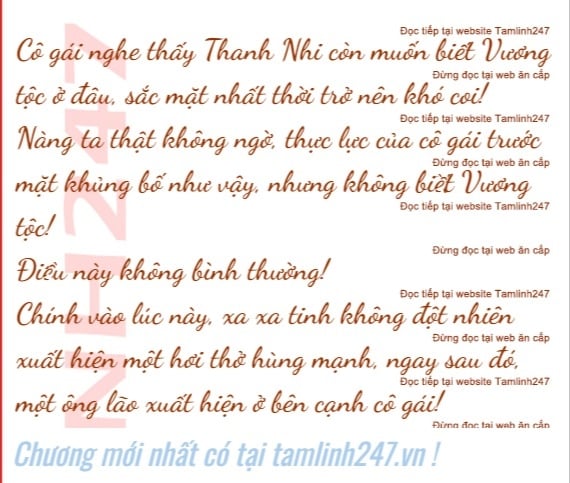 Đọc tiếp tại website Tamlinh247
Cô gái nghe thấy Thanh Nhi còn muốn biết Vương
Đừng đọc tại web ăn cắp
tộc ở đâu, sắc mặt nhất thời trở nên khó coi!
Đọc tiếp tại website Tamlinh247
Nàng ta thật không ngờ, thực lực của cô gái trước
Đừng đọc tại web ăn cắp
mặt khủng bố như vậy, nhưng không biết Vương
Đọc tiếp tại website Tamlinh247
tộc!
Đừng đọc tại web ăn cắp
Điều này không bình thường!
Đọc tiếp tại website Tamlinh247
Chính vào lúc này, xa xa tinh không đột nhiên
Đừng đọc tại web ăn cắp
xuất hiện một hơi thở hùng mạnh, ngay sau đó,
Đọc tiếp tại website Tamlinh247
một ông lão xuất hiện ở bên cạnh cô gái!
Đừng đọc tại web ăn cắp
NH247
Chương mới nhất có tại tamlinh247.vn !